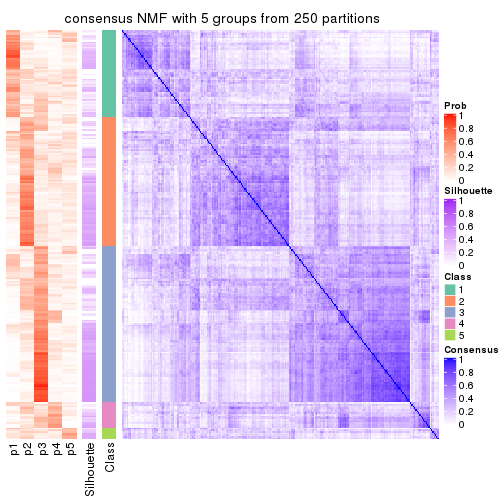 consensus NMF with 5 groups from 250 partitions
p1
p2
p3
p4
p5
Silhouette
Class
Prob
1
0.8
0.6
0.4
0.2
0
Silhouette
1
0.8
0.6
0.4
0.2
0
Class
1
2
3
4
5
Consensus
1
0.8
0.6
0.4
0.2
0